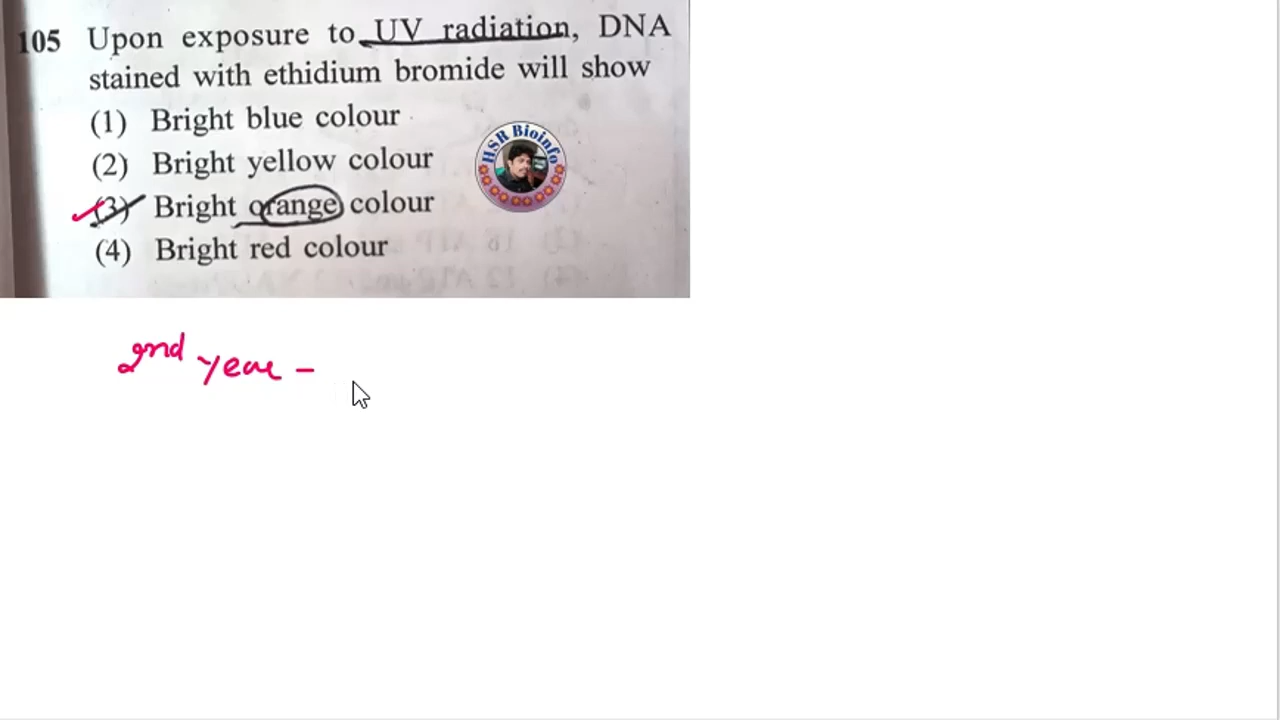 105 Upon exposure to UV radiation, DNA
stained with ethidium bromide will show
(1) Bright blue colour
(2) Bright yellow colour
(3) Bright orange colour
(4) Bright red colour
HSR Bioinfo
2nd year -